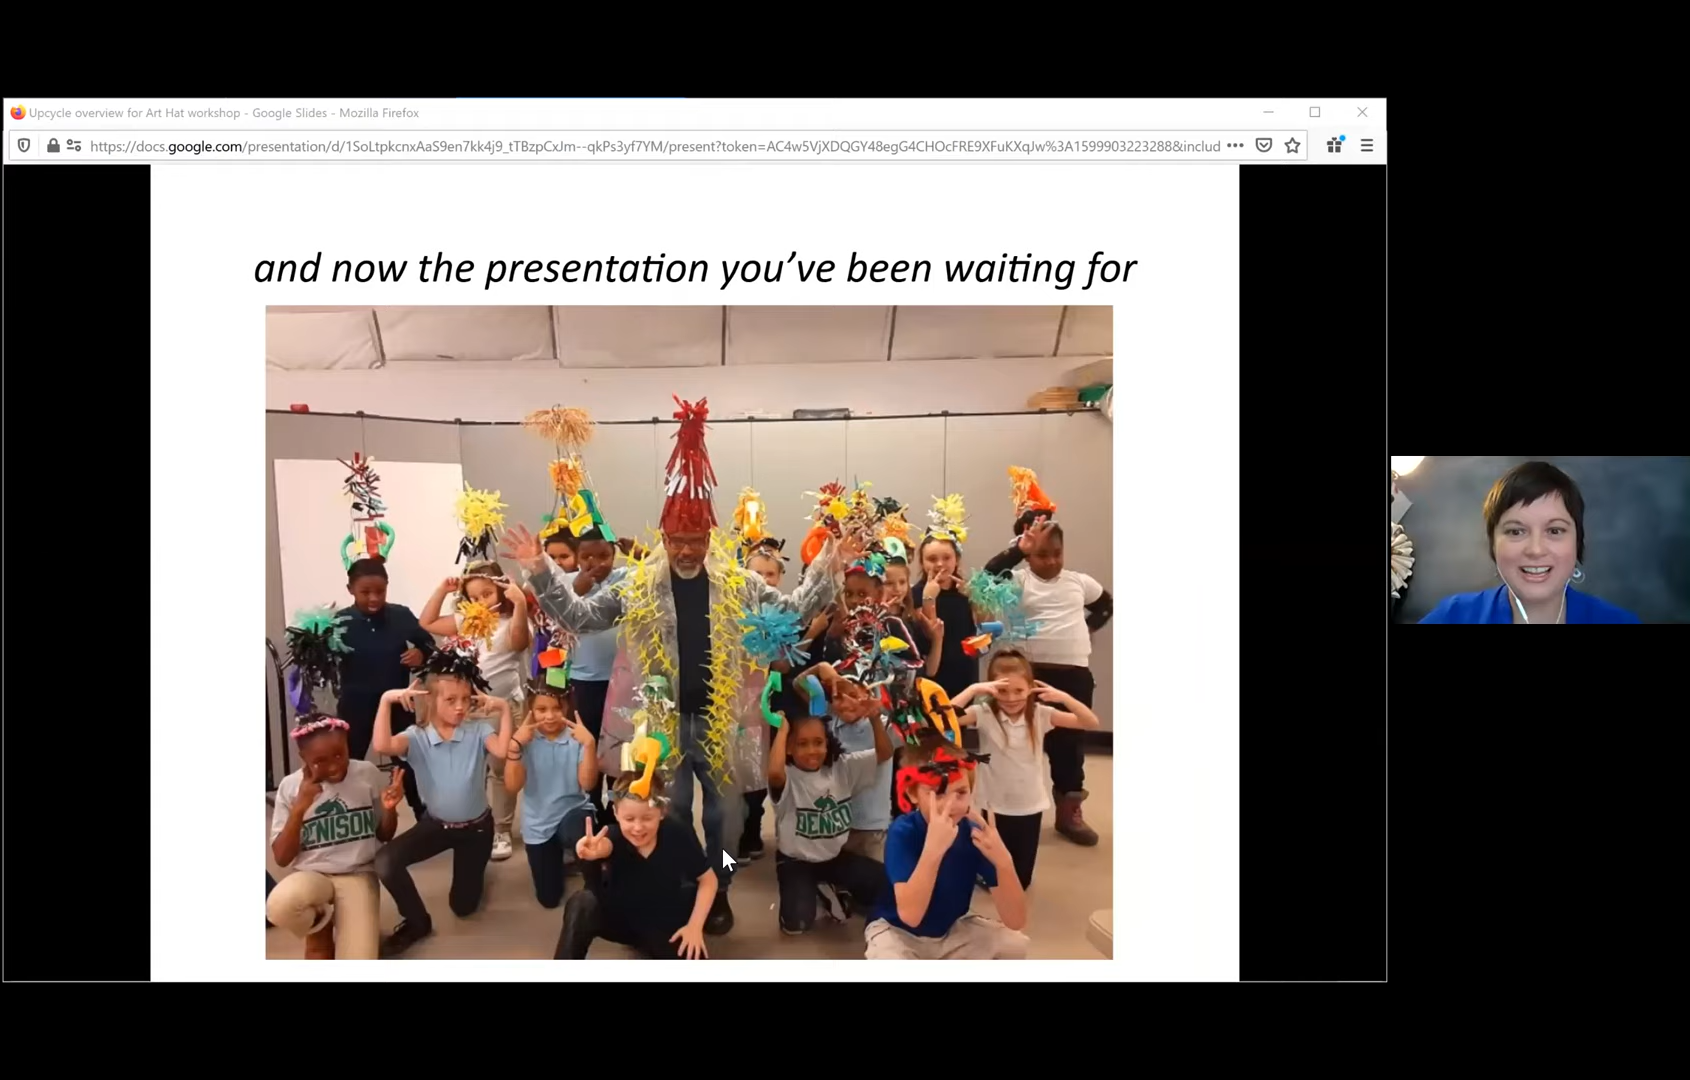 Upcycle overview for Art Hat workshop - Google Slides - Mozilla Firefox
https://docs.google.com/presentation/d/1SoLtpkcnxAaS9en7kk4j9_tTBzpCxJm--qkPs3yf7YM/present?token=AC4w5VjXDQGY48egG4CHOcFRE9XFuKXqJw%3A1599903223288&includ
and now the presentation you've been waiting for
DENISON
DENISO